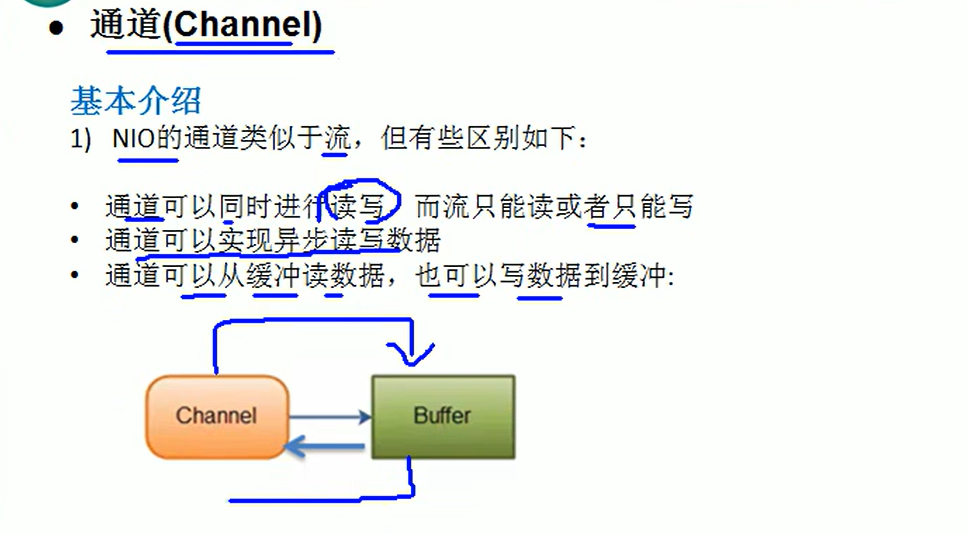 • 通道(Channel)
基本介绍
1) NIO的通道类似于流，但有些区别如下：
• 通道可以同时进行读写，而流只能读或者只能写
• 通道可以实现异步读写数据
• 通道可以从缓冲读数据，也可以写数据到缓冲:
Channel
Buffer